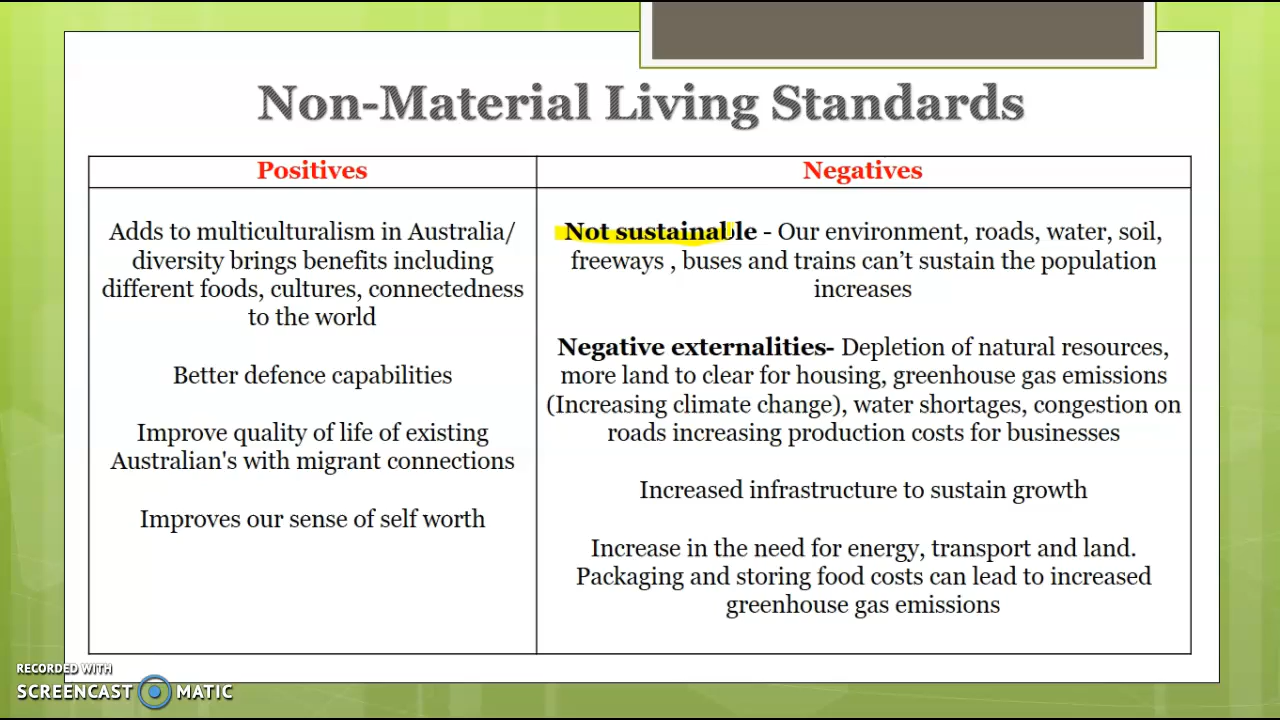 Non-Material Living Standards
Positives
Adds to multiculturalism in Australia/
diversity brings benefits including
different foods, cultures, connectedness
to the world
Better defence capabilities
Improve quality of life of existing
Australian's with migrant connections
Improves our sense of self worth
Negatives
Not sustainable - Our environment, roads, water, soil,
freeways , buses and trains can’t sustain the population
increases
Negative externalities- Depletion of natural resources,
more land to clear for housing, greenhouse gas emissions
(Increasing climate change), water shortages, congestion on
roads increasing production costs for businesses
Increased infrastructure to sustain growth
Increase in the need for energy, transport and land.
Packaging and storing food costs can lead to increased
greenhouse gas emissions
RECORDED WITH
SCREENCAST MATIC